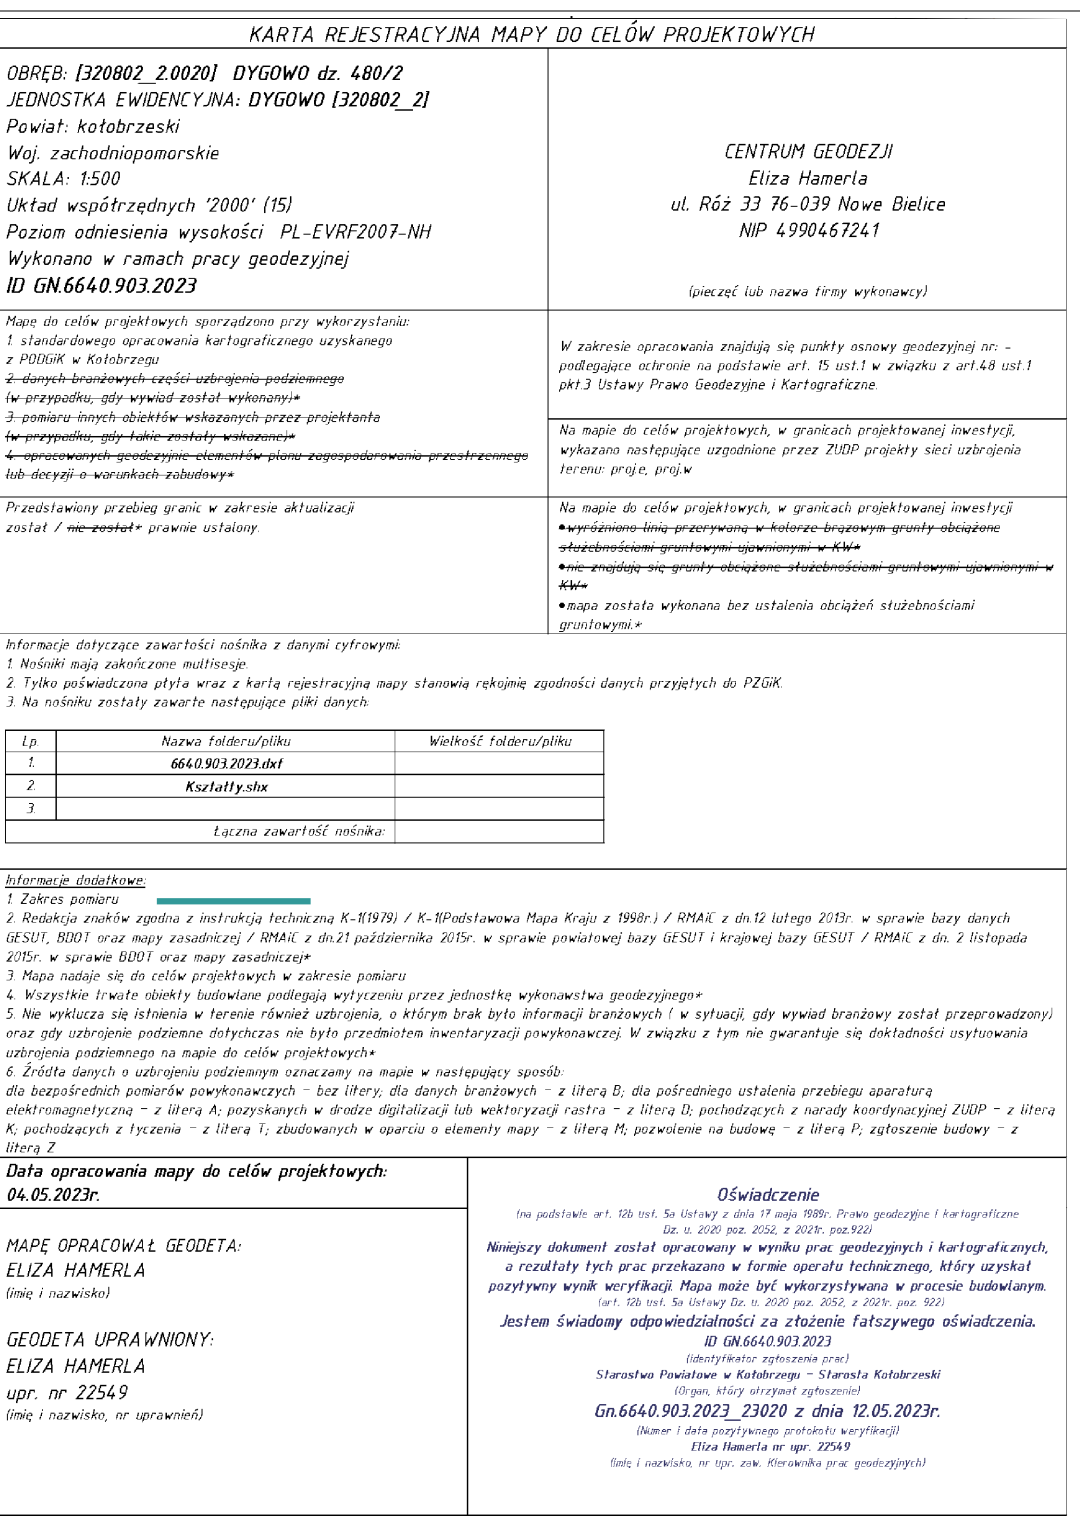 KARTA REJESTRACYJNA MAPY DO CELÓW PROJEKTOWYCH
OBRĘB: [320802_2.0020] DYGOWO dz. 480/2
JEDNOSTKA EWIDENCYJNA: DYGOWO [320802_2]
Powiat: kołobrzeski
Woj. zachodniopomorskie
SKALA: 1:500
Układ współrzędnych '2000' (15)
Poziom odniesienia wysokości PL-EVRF2007-NH
Wykonano w ramach pracy geodezyjnej
ID GN.6640.903.2023
CENTRUM GEODEZJI
Eliza Hamerla
ul. Róż 33 76-039 Nowe Bielice
NIP 4990467241
(pieczęć lub nazwa firmy wykonawcy)
Mapę do celów projektowych sporządzono przy wykorzystaniu:
1. standardowego opracowania kartograficznego uzyskanego
z PODGiK w Kołobrzegu
2. danych branżowych części uzbrojenia podziemnego
(w przypadku, gdy wywiad został wykonany)*
3. pomiaru innych obiektów wskazanych przez projektanta
(w przypadku, gdy takie zostały wskazane)*
4. opracowanych geodezyjnie elementów planu zagospodarowania przestrzennego
lub decyzji o warunkach zabudowy*
W zakresie opracowania znajdują się punkty osnowy geodezyjnej nr: -
podlegające ochronie na podstawie art. 15 ust.1 w związku z art.48 ust.1
pkt.3 Ustawy Prawo Geodezyjne i Kartograficzne.
Na mapie do celów projektowych, w granicach projektowanej inwestycji,
wykazano następujące uzgodnione przez ZUDP projekty sieci uzbrojenia
terenu: proj.e, proj.w
Przedstawiony przebieg granic w zakresie aktualizacji
został / nie został* prawnie ustalony.
Na mapie do celów projektowych, w granicach projektowanej inwestycji
•wyróżniono linią przerywaną w kolorze brązowym grunty obciążone
służebnościami gruntowymi ujawnionymi w KW*
•nie znajdują się grunty obciążone służebnościami gruntowymi ujawnionymi w
KW*
•mapa została wykonana bez ustalenia obciążeń służebnościami
gruntowymi.*
Informacje dotyczące zawartości nośnika z danymi cyfrowymi:
1. Nośniki mają zakończone multisesje.
2. Tylko poświadczona płyta wraz z kartą rejestracyjną mapy stanowią rękojmię zgodności danych przyjętych do PZGiK.
3. Na nośniku zostały zawarte następujące pliki danych:
Lp. Nazwa folderu/pliku Wielkość folderu/pliku
1. 6640.903.2023.dxf
2. Kształty.shx
3.
Łączna zawartość nośnika:
Informacje dodatkowe:
1. Zakres pomiaru
2. Redakcja znaków zgodna z instrukcją techniczną K-1(1979) / K-1(Podstawowa Mapa Kraju z 1998r.) / RMAiC z dn.12 lutego 2013r. w sprawie bazy danych
GESUT, BDOT oraz mapy zasadniczej / RMAiC z dn.21 października 2015r. w sprawie powiatowej bazy GESUT i krajowej bazy GESUT / RMAiC z dn. 2 listopada
2015r. w sprawie BDOT oraz mapy zasadniczej*
3. Mapa nadaje się do celów projektowych w zakresie pomiaru
4. Wszystkie trwałe obiekty budowlane podlegają wytyczeniu przez jednostkę wykonawstwa geodezyjnego*
5. Nie wyklucza się istnienia w terenie również uzbrojenia, o którym brak było informacji branżowych ( w sytuacji, gdy wywiad branżowy został przeprowadzony)
oraz gdy uzbrojenie podziemne dotychczas nie było przedmiotem inwentaryzacji powykonawczej. W związku z tym nie gwarantuje się dokładności usytuowania
uzbrojenia podziemnego na mapie do celów projektowych*
6. Źródła danych o uzbrojeniu podziemnym oznaczamy na mapie w następujący sposób:
dla bezpośrednich pomiarów powykonawczych - bez litery; dla danych branżowych - z literą B; dla pośredniego ustalenia przebiegu aparaturą
elektromagnetyczną - z literą A; pozyskanych w drodze digitalizacji lub wektoryzacji rastra - z literą D; pochodzących z narady koordynacyjnej ZUDP - z literą
K; pochodzących z tyczenia - z literą T; zbudowanych w oparciu o elementy mapy - z literą M; pozwolenie na budowę - z literą P; zgłoszenie budowy - z
literą Z
Data opracowania mapy do celów projektowych:
04.05.2023r.
MAPĘ OPRACOWAŁ GEODETA:
ELIZA HAMERLA
(imię i nazwisko)
GEODETA UPRAWNIONY:
ELIZA HAMERLA
upr. nr 22549
(imię i nazwisko, nr uprawnień)
Oświadczenie
(na podstawie art. 12b ust. 5a Ustawy z dnia 17 maja 1989r. Prawo geodezyjne i kartograficzne
Dz. u. 2020 poz. 2052, z 2021r. poz.922)
Niniejszy dokument został opracowany w wyniku prac geodezyjnych i kartograficznych,
a rezultaty tych prac przekazano w formie operatu technicznego, który uzyskał
pozytywny wynik weryfikacji. Mapa może być wykorzystywana w procesie budowlanym.
(art. 12b ust. 5a Ustawy Dz. u. 2020 poz. 2052, z 2021r. poz. 922)
Jestem świadomy odpowiedzialności za złożenie fałszywego oświadczenia.
ID GN.6640.903.2023
(identyfikator zgłoszenia prac)
Starostwo Powiatowe w Kołobrzegu - Starosta Kołobrzeski
(Organ, który otrzymał zgłoszenie)
Gn.6640.903.2023_23020 z dnia 12.05.2023r.
(Numer i data pozytywnego protokołu weryfikacji)
Eliza Hamerla nr upr. 22549
(imię i nazwisko, nr upr. zaw. Kierownika prac geodezyjnych)